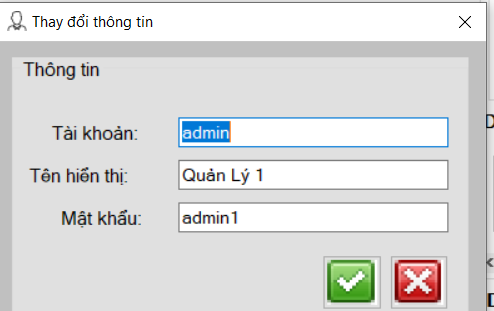 Thay đổi thông tin
Thông tin
Tài khoản: admin
Tên hiển thị: Quản Lý 1
Mật khẩu: admin1